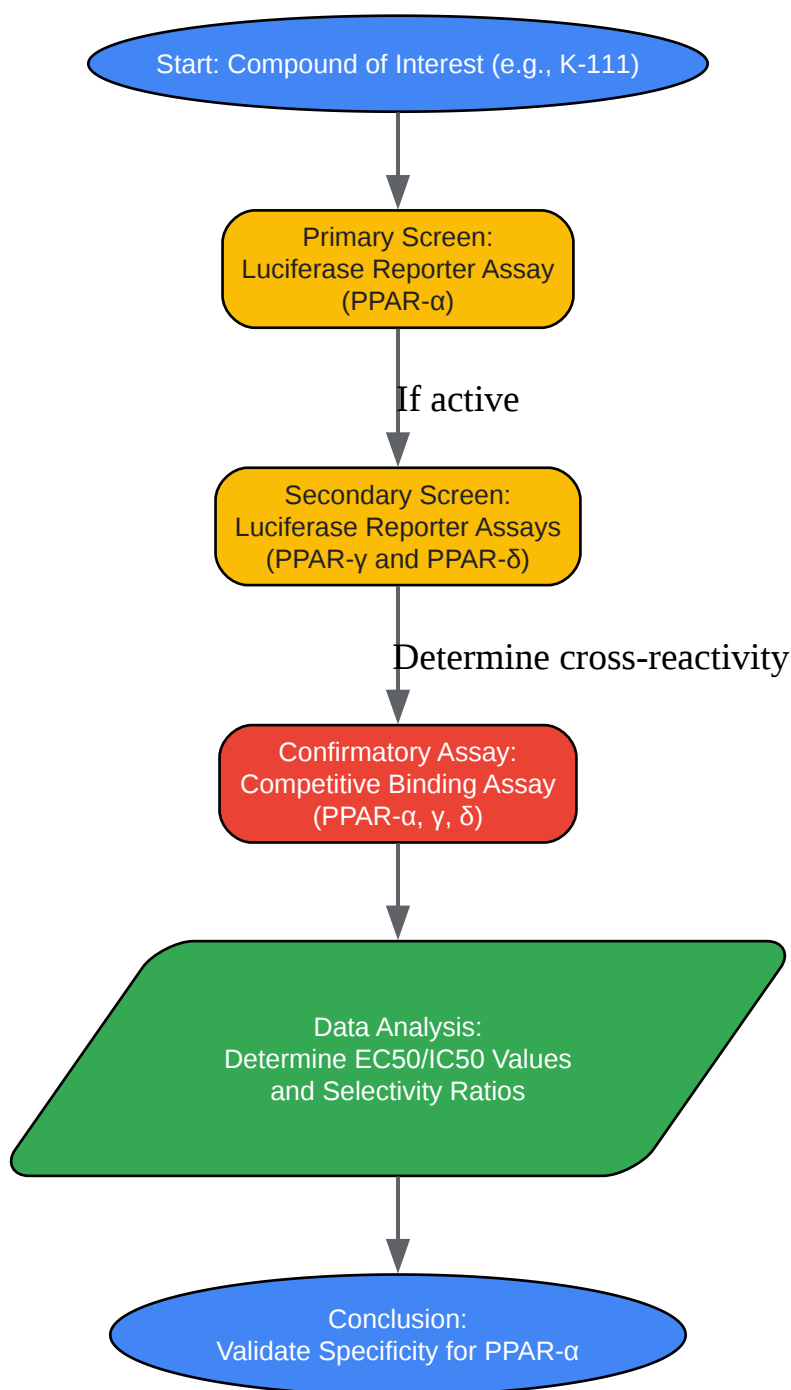 Start: Compound of Interest (e.g., K-111)
Primary Screen:
Luciferase Reporter Assay
(PPAR-α)
If active
Secondary Screen:
Luciferase Reporter Assays
(PPAR-γ and PPAR-δ)
Determine cross-reactivity
Confirmatory Assay:
Competitive Binding Assay
(PPAR-α, γ, δ)
Data Analysis:
Determine EC50/IC50 Values
and Selectivity Ratios
Conclusion:
Validate Specificity for PPAR-α